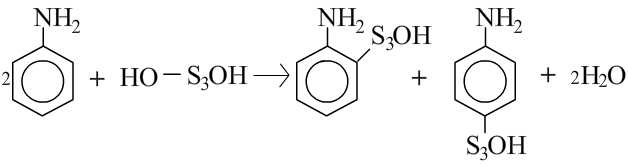 NH₂ NH₂ NH₂
S₃OH
2 + HO — S₃OH → + + 2H₂O
S₃OH